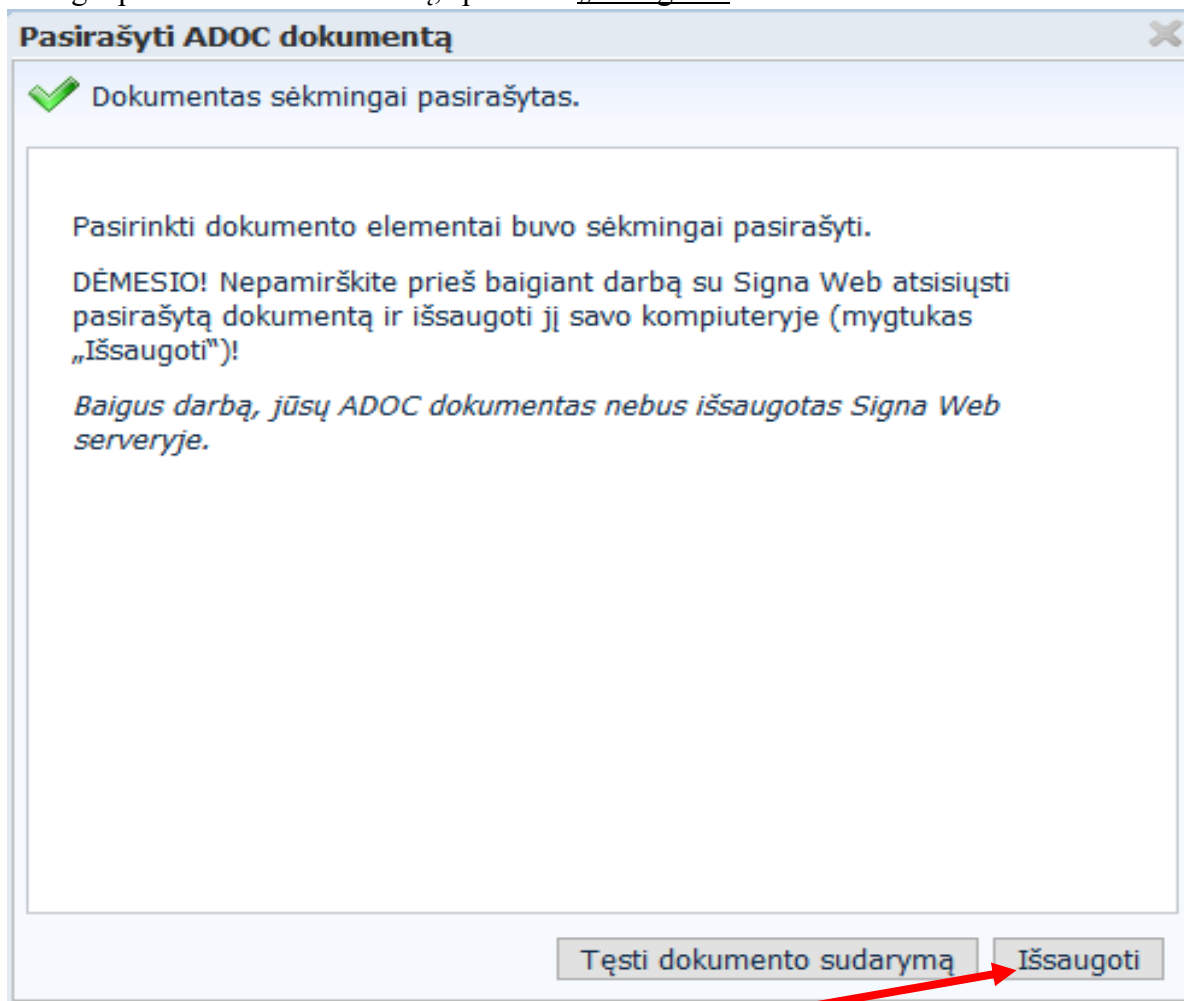 Pasirašyti ADOC dokumentą
Dokumentas sėkmingai pasirašytas.
Pasirinkti dokumento elementai buvo sėkmingai pasirašyti.
DĖMESIO! Nepamirškite prieš baigiant darbą su Signa Web atsisiųsti
pasirašytą dokumentą ir išsaugoti jį savo kompiuteryje (mygtukas
„Išsaugoti“)!
Baigus darbą, jūsų ADOC dokumentas nebus išsaugotas Signa Web
serveryje.
Tęsti dokumento sudarymą Išsaugoti